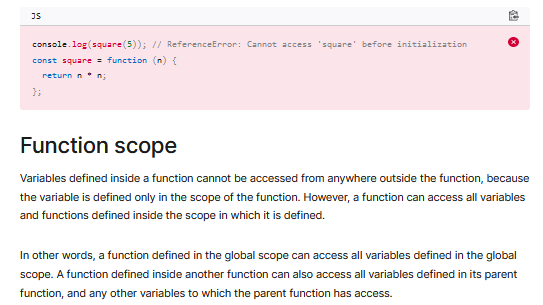 JS
console.log(square(5)); // ReferenceError: Cannot access 'square' before initialization
const square = function (n) {
  return n * n;
};
Function scope
Variables defined inside a function cannot be accessed from anywhere outside the function, because
the variable is defined only in the scope of the function. However, a function can access all variables
and functions defined inside the scope in which it is defined.
In other words, a function defined in the global scope can access all variables defined in the global
scope. A function defined inside another function can also access all variables defined in its parent
function, and any other variables to which the parent function has access.